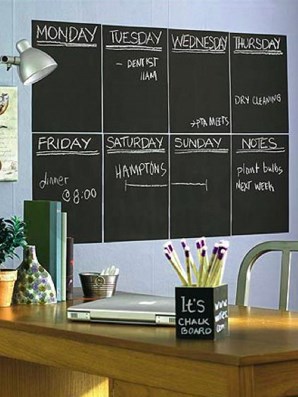 MONDAY
TUESDAY
- DENTIST
11AM
WEDNESDAY
→PTA MEETS
THURSDAY
DRY CLEANING
FRIDAY
dinner
@ 8:00
SATURDAY
HAMPTONS
SUNDAY
NOTES
plant bulbs
NEXT WEEK
It's
CHALK
BOARD